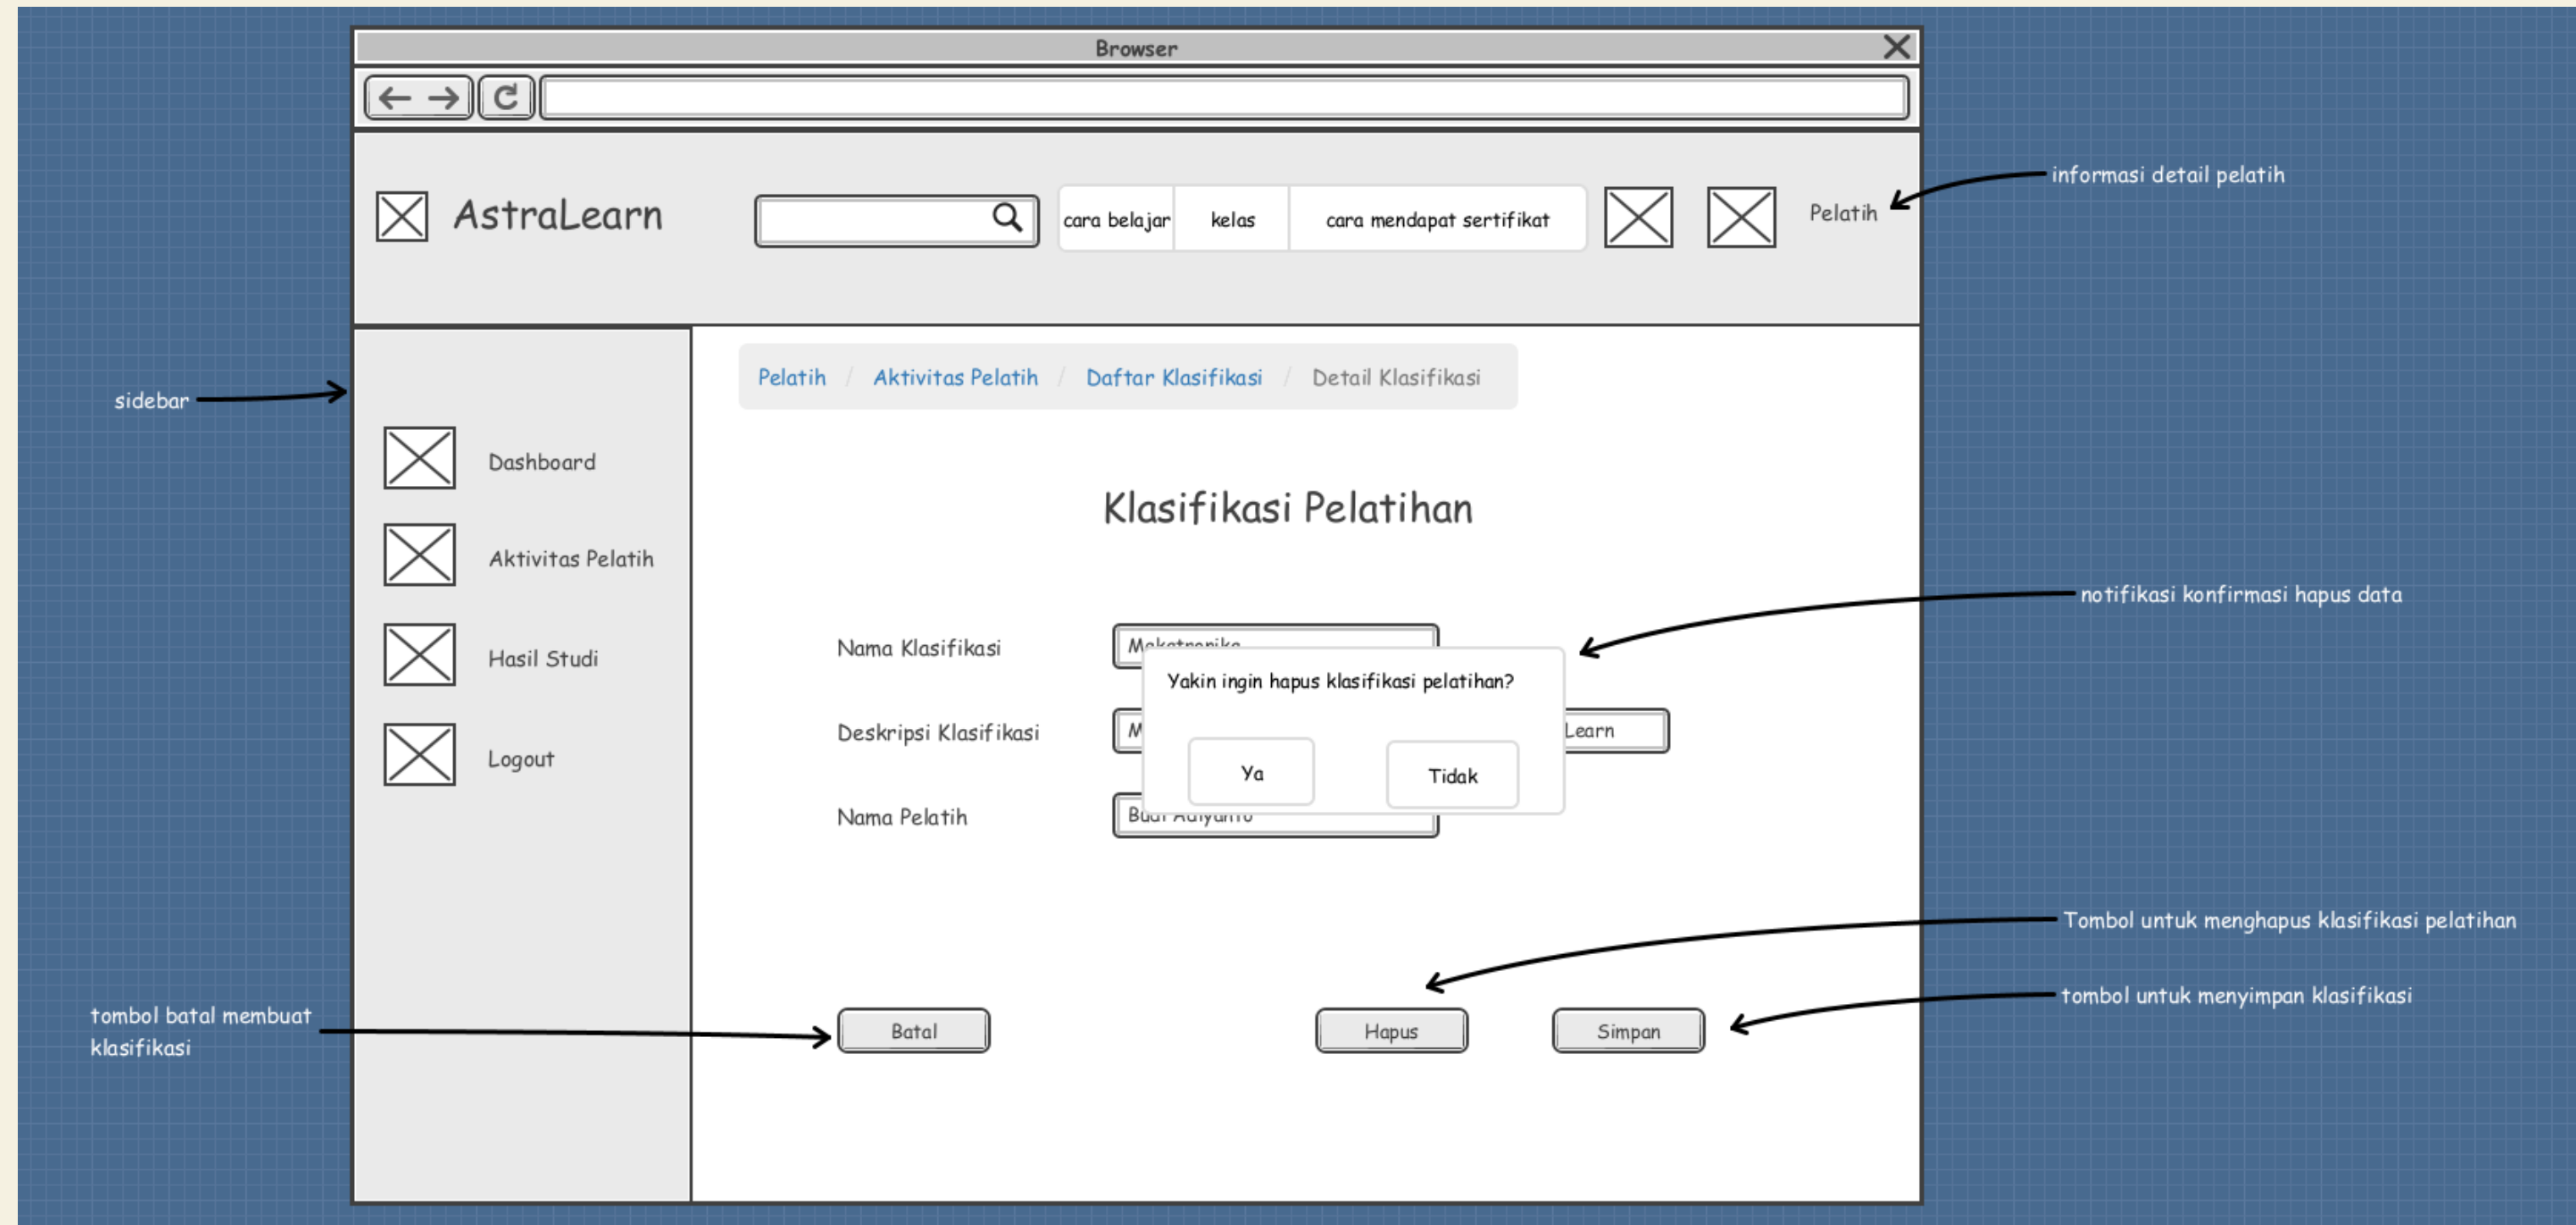 Browser
AstraLearn
cara belajar
kelas
cara mendapat sertifikat
Pelatih
informasi detail pelatih
sidebar
Pelatih / Aktivitas Pelatih / Daftar Klasifikasi / Detail Klasifikasi
Dashboard
Aktivitas Pelatih
Hasil Studi
Logout
Klasifikasi Pelatihan
notifikasi konfirmasi hapus data
Nama Klasifikasi
Mekatronika
Yakin ingin hapus klasifikasi pelatihan?
Deskripsi Klasifikasi
M
Learn
Ya
Tidak
Nama Pelatih
Budi Adiyanto
Tombol untuk menghapus klasifikasi pelatihan
tombol untuk menyimpan klasifikasi
tombol batal membuat
klasifikasi
Batal
Hapus
Simpan